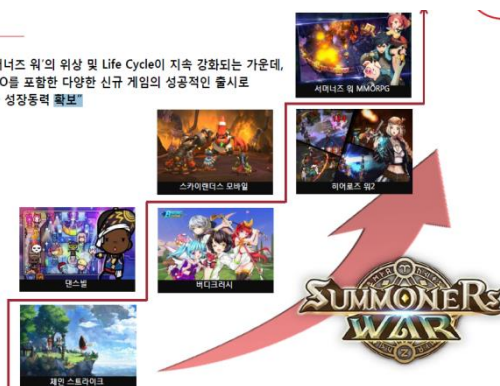 너즈 워'의 위상 및 Life Cycle이 지속 강화되는 가운데,
O를 포함한 다양한 신규 게임의 성공적인 출시로
성장동력 확보"
서머너즈 워 MMORPG
스카이랜더스 모바일
히어로즈 워2
댄스빌
버디크러시
체인 스트라이크
SUMMONERS
WAR